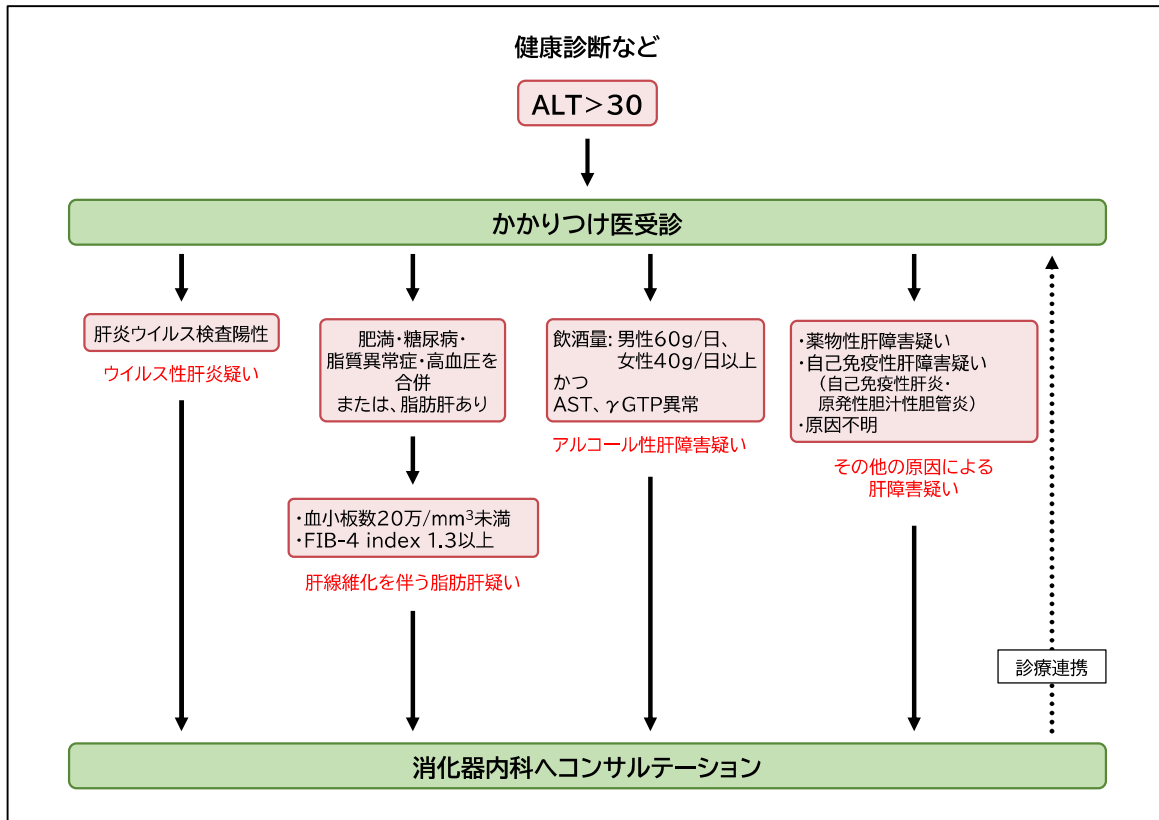 健康診断など
ALT>30
かかりつけ医受診
肝炎ウイルス検査陽性
ウイルス性肝炎疑い
肥満・糖尿病・
脂質異常症・高血圧を
合併
または、脂肪肝あり
・血小板数20万/mm³未満
・FIB-4 index 1.3以上
肝線維化を伴う脂肪肝疑い
飲酒量: 男性60g/日、
女性40g/日以上
かつ
AST、γGTP異常
アルコール性肝障害疑い
・薬物性肝障害疑い
・自己免疫性肝障害疑い
（自己免疫性肝炎・
原発性胆汁性胆管炎）
・原因不明
その他の原因による
肝障害疑い
診療連携
消化器内科へコンサルテーション